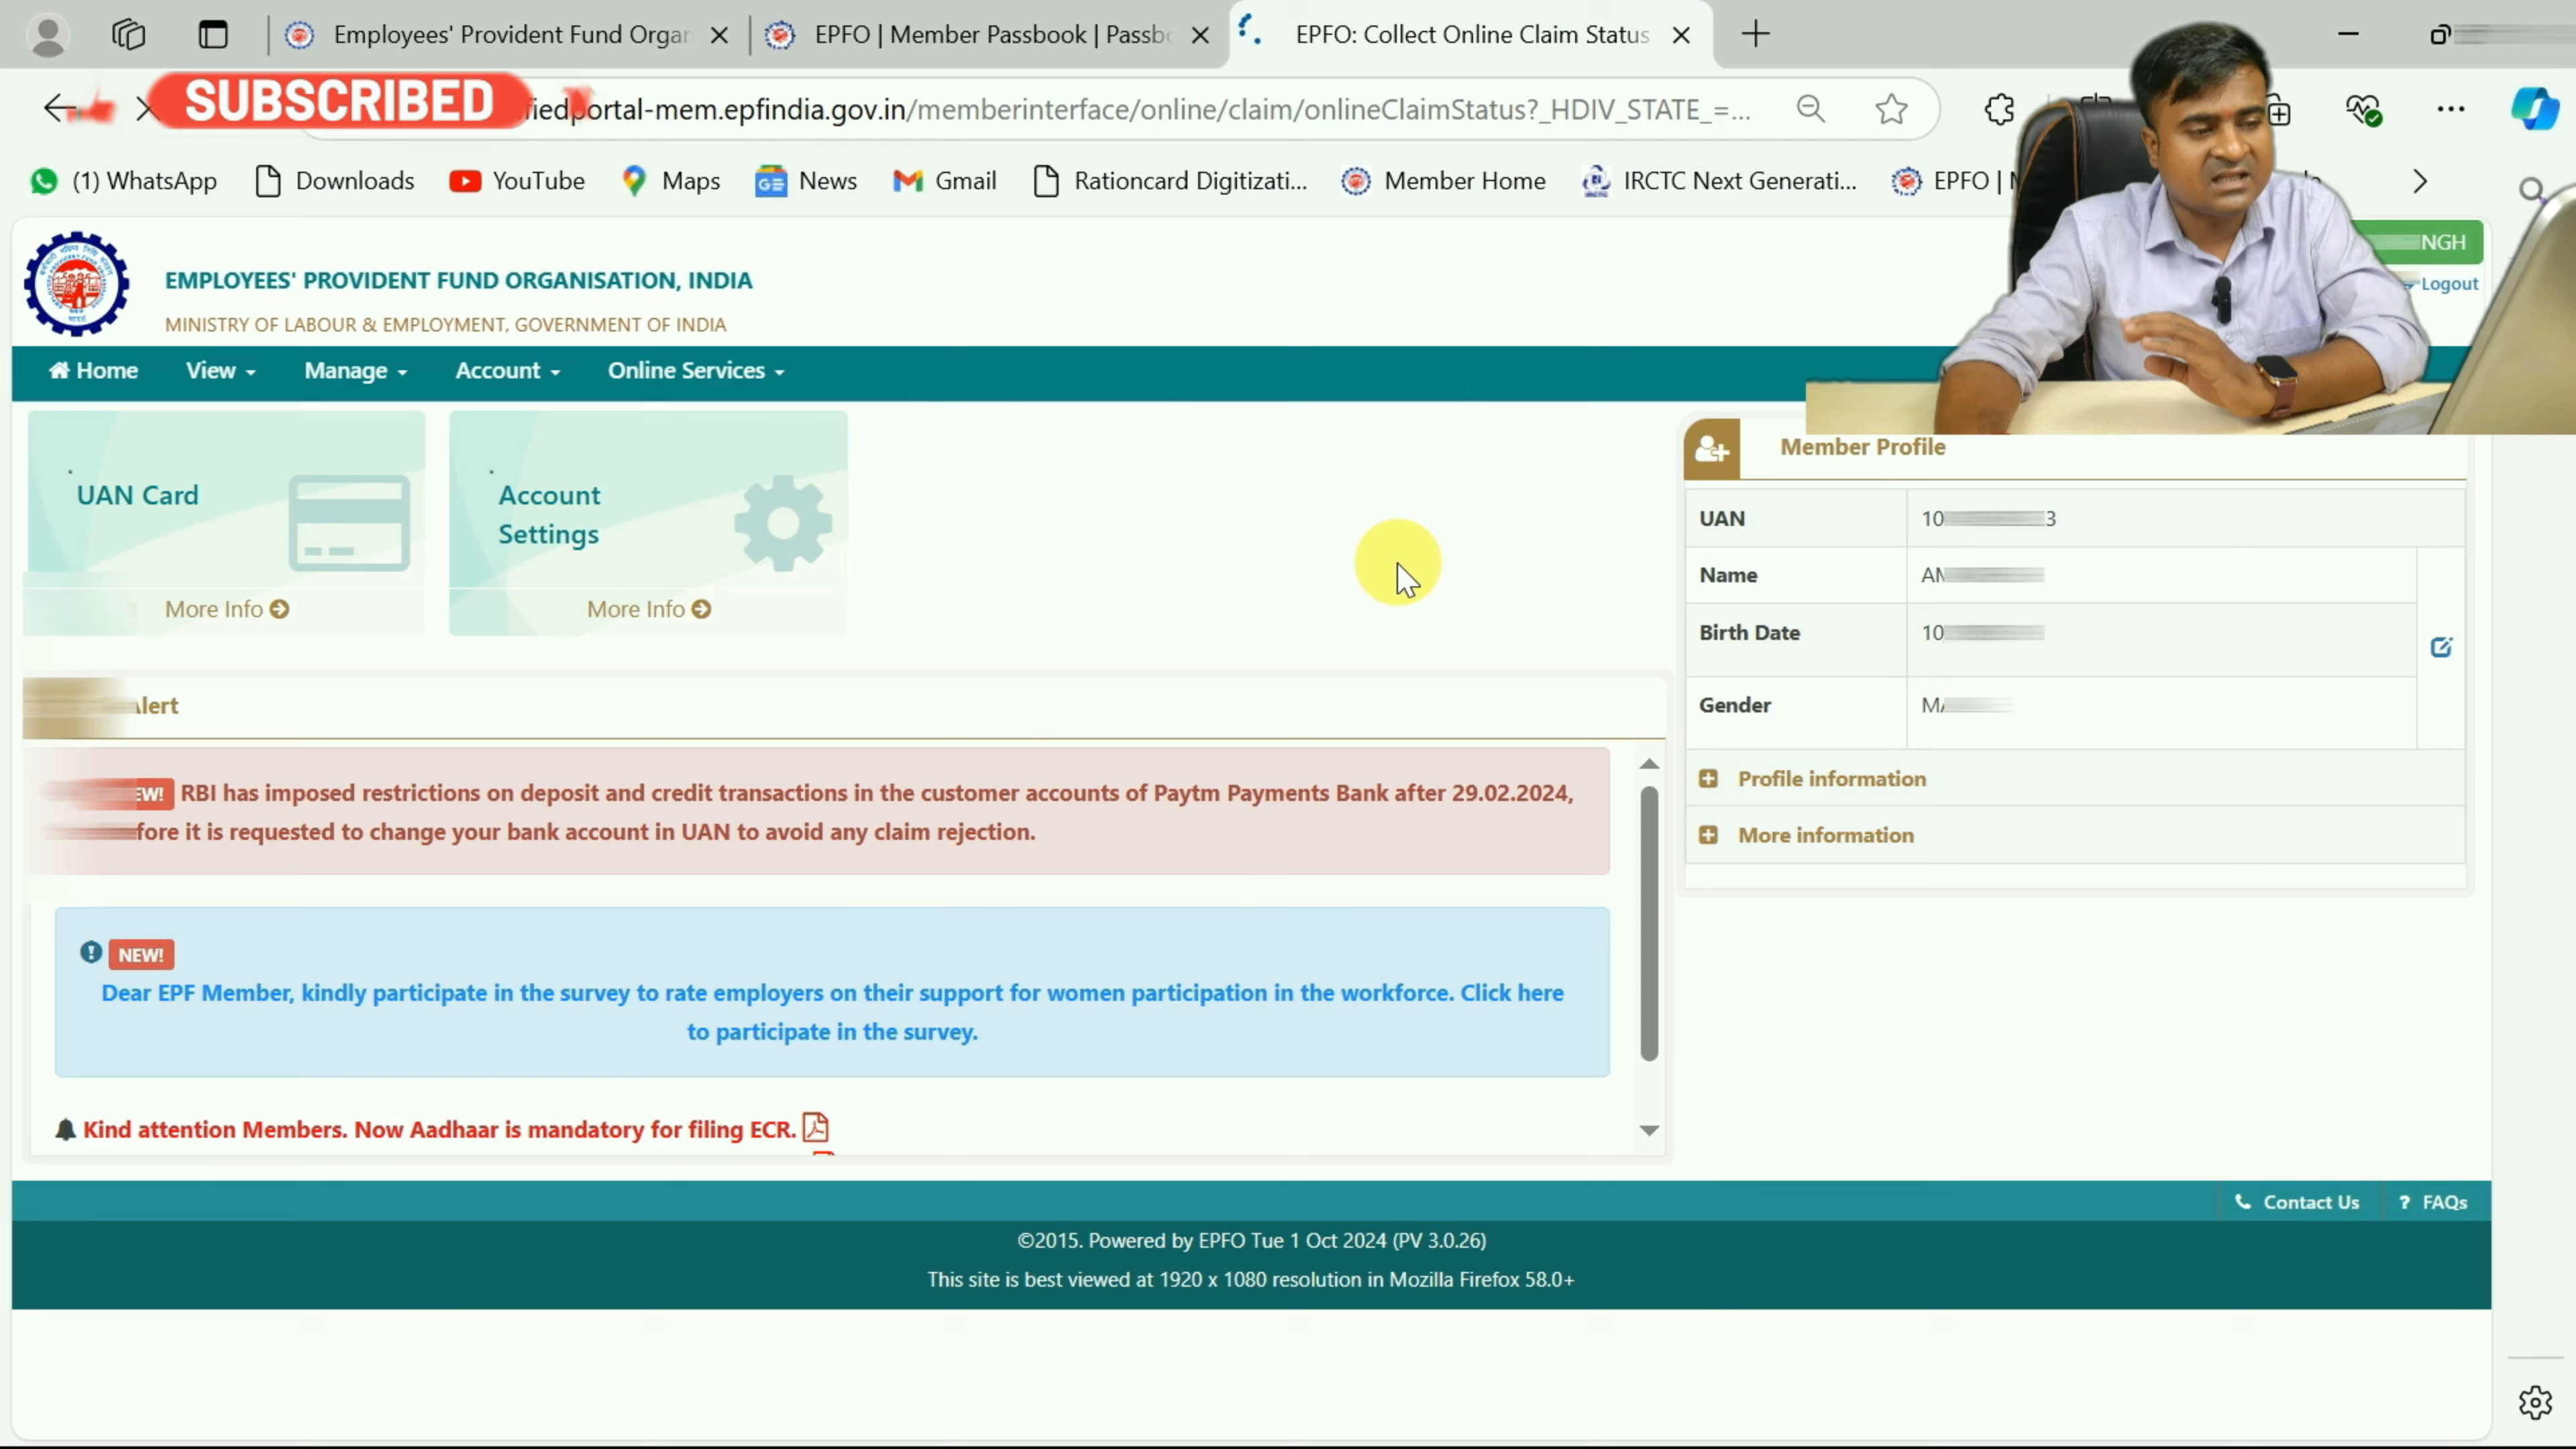 Employees' Provident Fund Organ
EPFO | Member Passbook | Passbo
EPFO: Collect Online Claim Status
SUBSCRIBED
fiedportal-mem.epfindia.gov.in/memberinterface/online/claim/onlineClaimStatus?_HDIV_STATE_=...
(1) WhatsApp
Downloads
YouTube
Maps
News
Gmail
Rationcard Digitizati...
Member Home
IRCTC Next Generati...
EPFO |
NGH
EMPLOYEES' PROVIDENT FUND ORGANISATION, INDIA
Logout
MINISTRY OF LABOUR & EMPLOYMENT, GOVERNMENT OF INDIA
Home
View
Manage
Account
Online Services
UAN Card
More Info
Account
Settings
More Info
Member Profile
UAN 10 3
Name
Birth Date 10
Gender
Profile information
More information
lert
EW! RBI has imposed restrictions on deposit and credit transactions in the customer accounts of Paytm Payments Bank after 29.02.2024,
fore it is requested to change your bank account in UAN to avoid any claim rejection.
NEW!
Dear EPF Member, kindly participate in the survey to rate employers on their support for women participation in the workforce. Click here
to participate in the survey.
Kind attention Members. Now Aadhaar is mandatory for filing ECR.
Contact Us
? FAQs
©2015. Powered by EPFO Tue 1 Oct 2024 (PV 3.0.26)
This site is best viewed at 1920 x 1080 resolution in Mozilla Firefox 58.0+